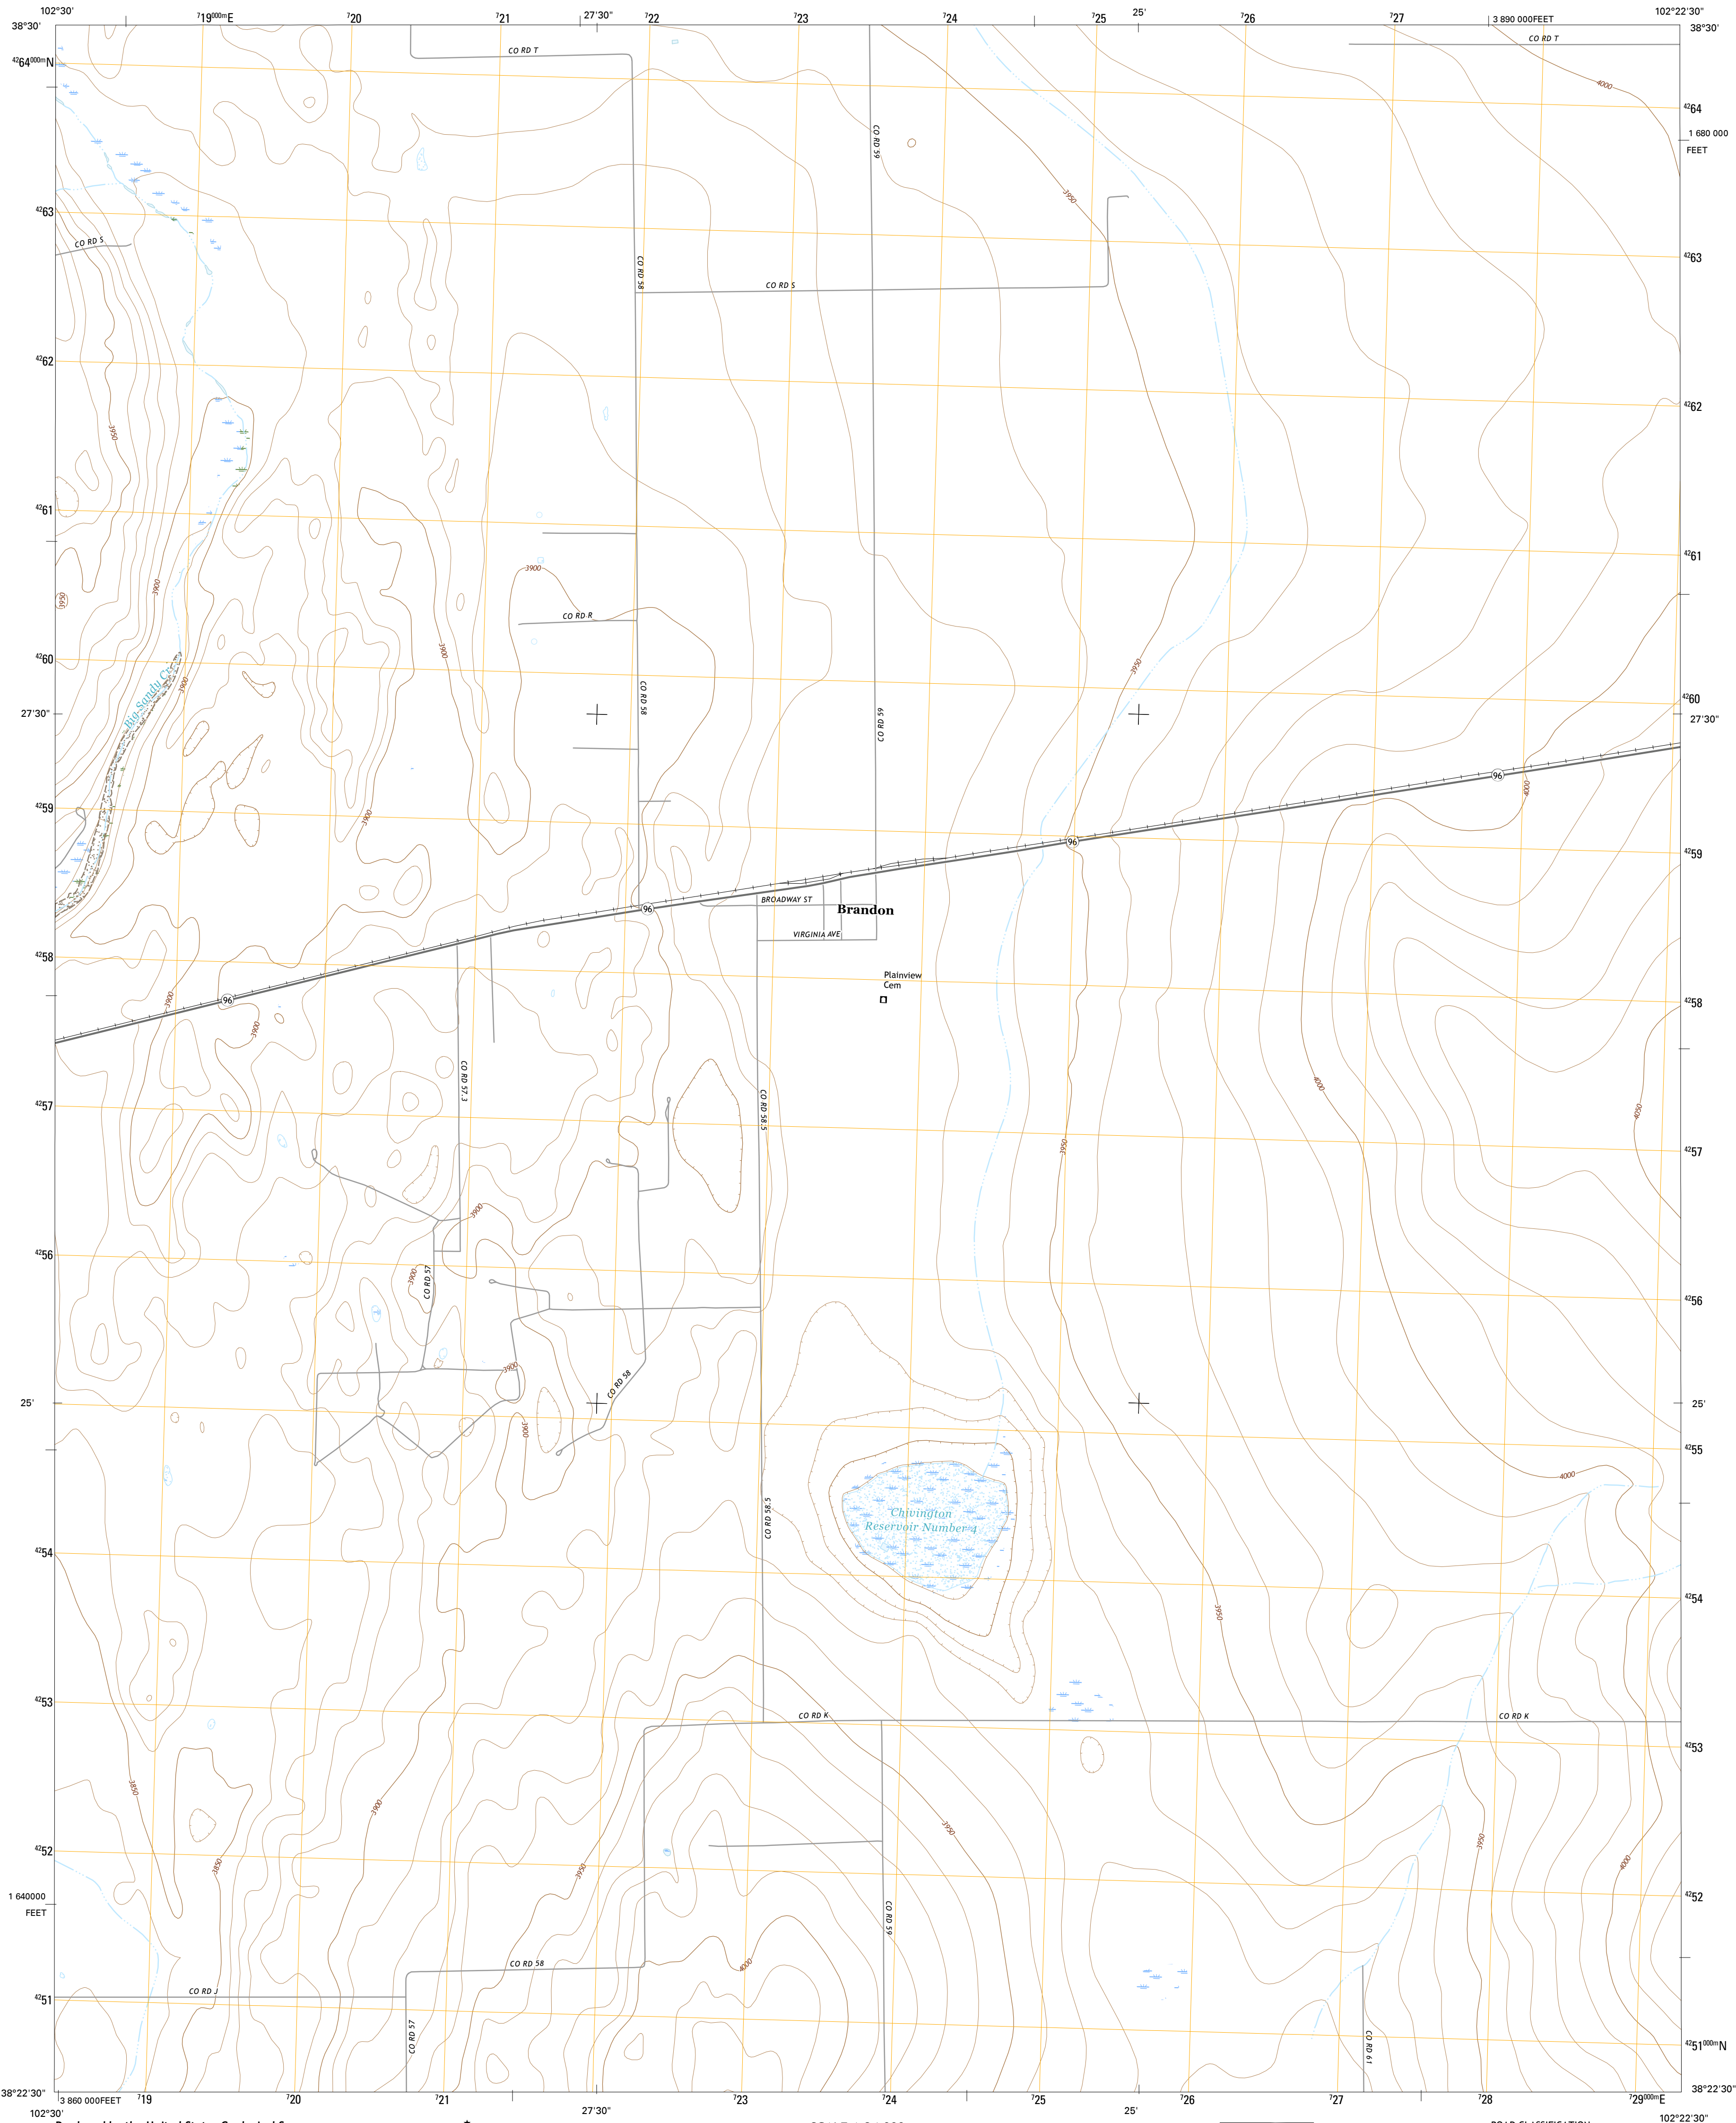 102°30'
719000mE
720
721
27'30"
722
723
724
725
25'
726
727
3 890 000FEET
102°22'30"
38°30'
38°30'
CO RD T
CO RD T
4264000mN
4000
4264
1 680 000
FEET
CO RD 59
3950
4263
CO RD S
4263
CO RD 58
CO RD S
4262
4262
3950
4261
4261
3900
3900
3950
CO RD R
3900
4260
3950
3900
Big Sandy Cr
CO RD 58
4260
27'30"
CO RD 59
27'30"
96
4000
4259
3900
96
4259
BROADWAY ST
96
Brandon
VIRGINIA AVE
4258
Plainview
Cem
3900
96
4258
3900
CO RD 57.3
4000
4257
CO RD 58.5
4050
3950
4257
3900
4256
3900
CO RD 57
4256
3900
CO RD 58
25'
25'
3900
4255
4000
Chivington
Reservoir Number 4
CO RD 58.5
4254
4254
3950
4253
CO RD K
CO RD K
4253
3850
3900
3950
3950
4252
3950
4000
3850
1 640000
FEET
4252
CO RD 59
CO RD 58
4000
CO RD J
4251
CO RD 57
CO RD 61
4251000mN
38°22'30"
38°22'30"
3 860 000FEET
719
720
721
723
724
725
726
727
728
729000mE
102°30'
27'30"
25'
102°22'30"